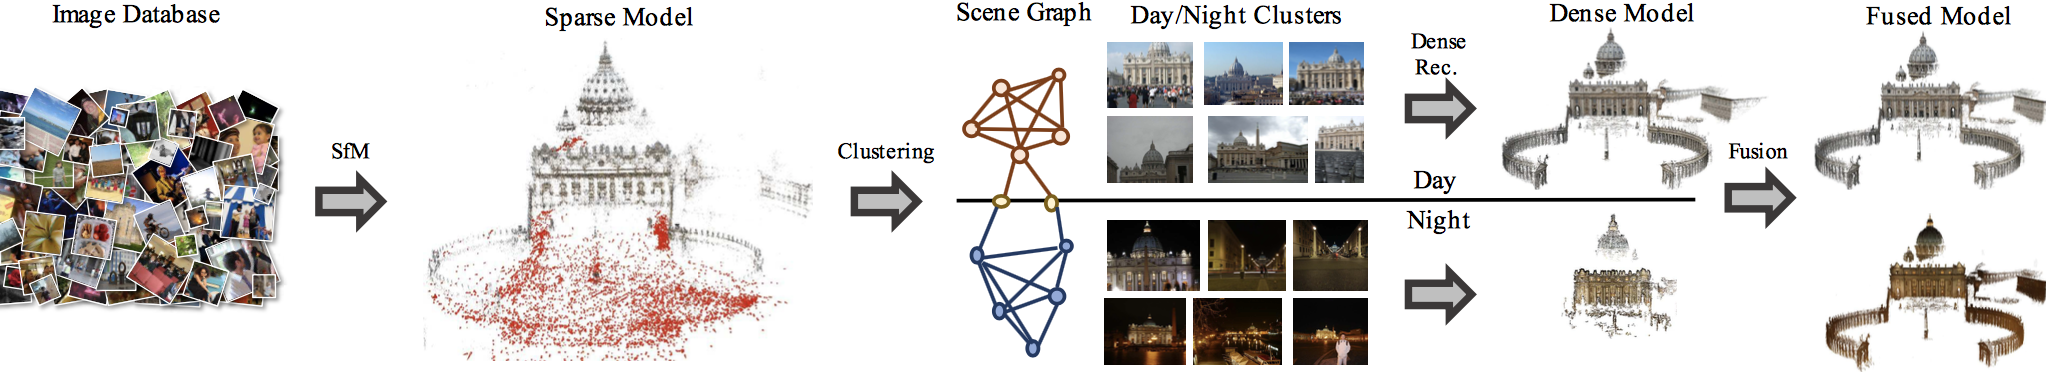 Image Database
SfM
Sparse Model
Clustering
Scene Graph
Day/Night Clusters
Dense
Rec.
Day
Night
Dense Model
Fusion
Fused Model